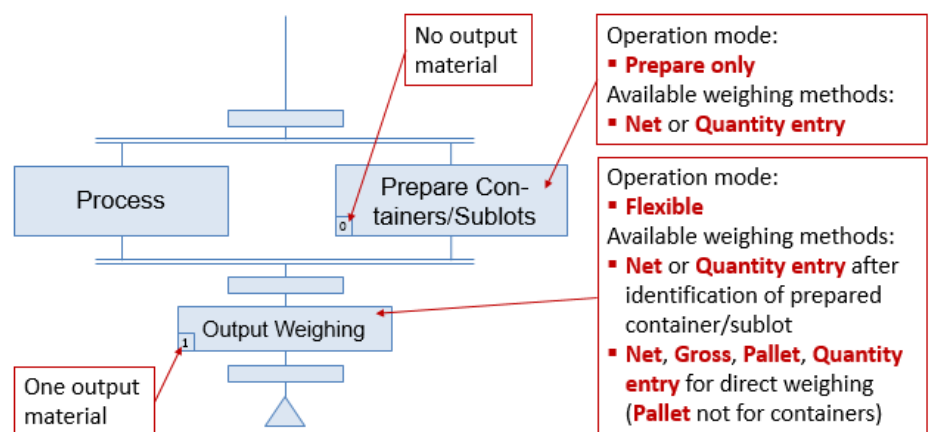 No output
material
Operation mode:
▪ Prepare only
Available weighing methods:
▪ Net or Quantity entry
Process
Prepare Con-
tainers/Sublots
0
Operation mode:
▪ Flexible
Available weighing methods:
▪ Net or Quantity entry after
identification of prepared
container/sublot
▪ Net, Gross, Pallet, Quantity
entry for direct weighing
(Pallet not for containers)
Output Weighing
1
One output
material